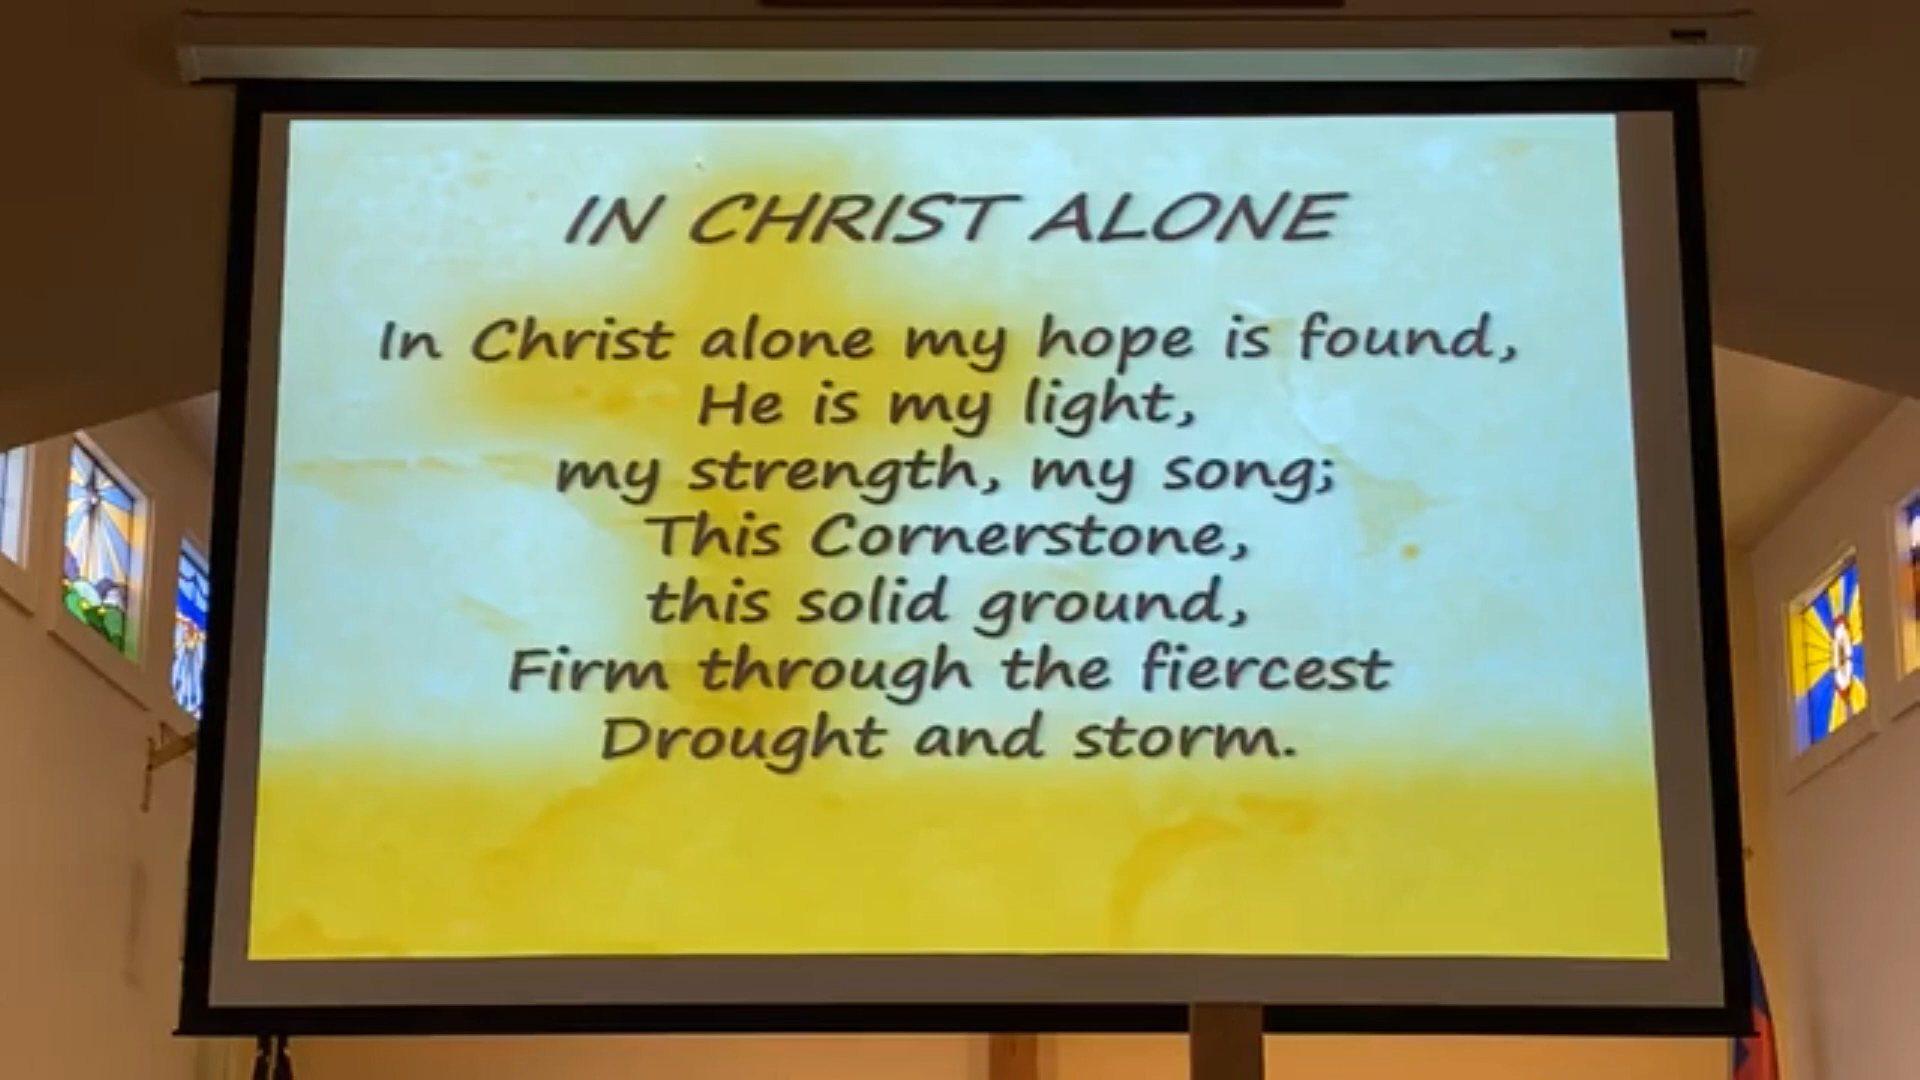 IN CHRIST ALONE
In Christ alone my hope is found,
He is my light,
my strength, my song;
This Cornerstone,
this solid ground,
Firm through the fiercest
Drought and storm.